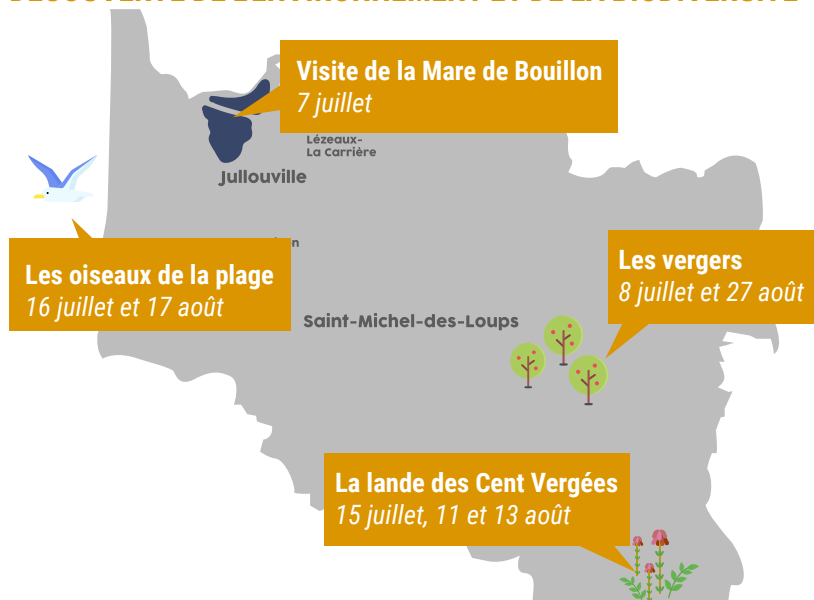 Visite de la Mare de Bouillon
7 juillet
Lézeaux-
La Carrière
Jullouville
Les oiseaux de la plage
16 juillet et 17 août
Les vergers
8 juillet et 27 août
Saint-Michel-des-Loups
La lande des Cent Vergées
15 juillet, 11 et 13 août